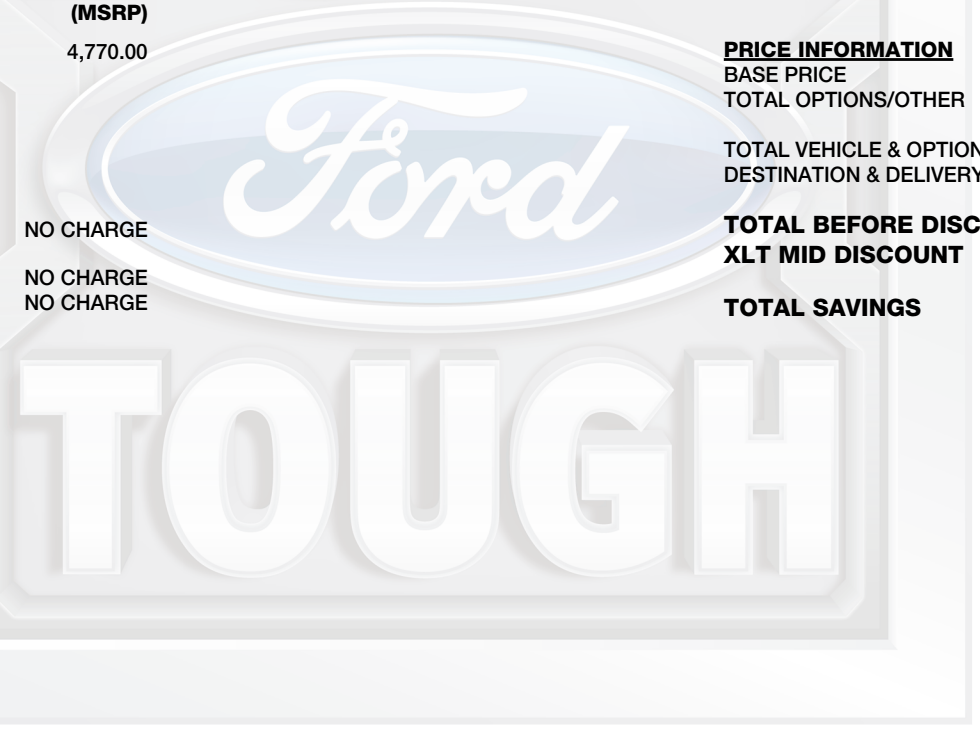 (MSRP)
4,770.00
NO CHARGE
NO CHARGE
NO CHARGE
PRICE INFORMATION
BASE PRICE
TOTAL OPTIONS/OTHER
TOTAL VEHICLE & OPTION
DESTINATION & DELIVERY
TOTAL BEFORE DISC
XLT MID DISCOUNT
TOTAL SAVINGS
Ford
TOUGH